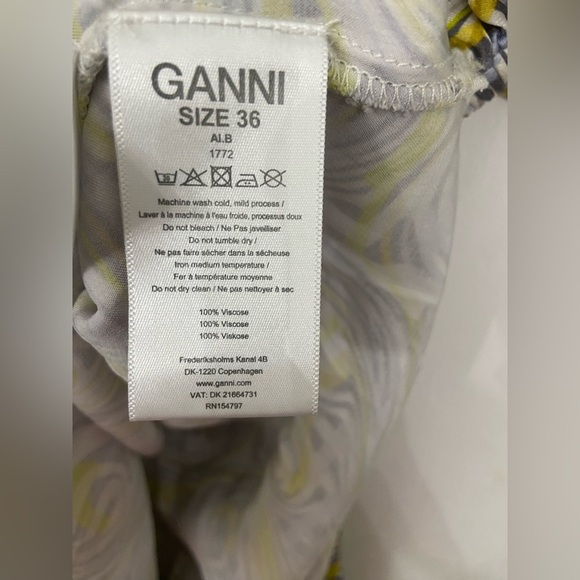 GANNI
SIZE 36
AI.B
1772
Machine wash cold, mild process /
Laver à la machine à l'eau froide, processus doux
Do not bleach / Ne Pas javelliser
Do not tumble dry /
Ne pas faire sécher dans la sécheuse
Iron medium temperature /
Fer à température moyenne
Do not dry clean / Ne pas nettoyer à sec
100% Viscose
100% Viscose
100% Viskose
Frederiksholms Kanal 4B
DK-1220 Copenhagen
www.ganni.com
VAT: DK 21664731
RN154797